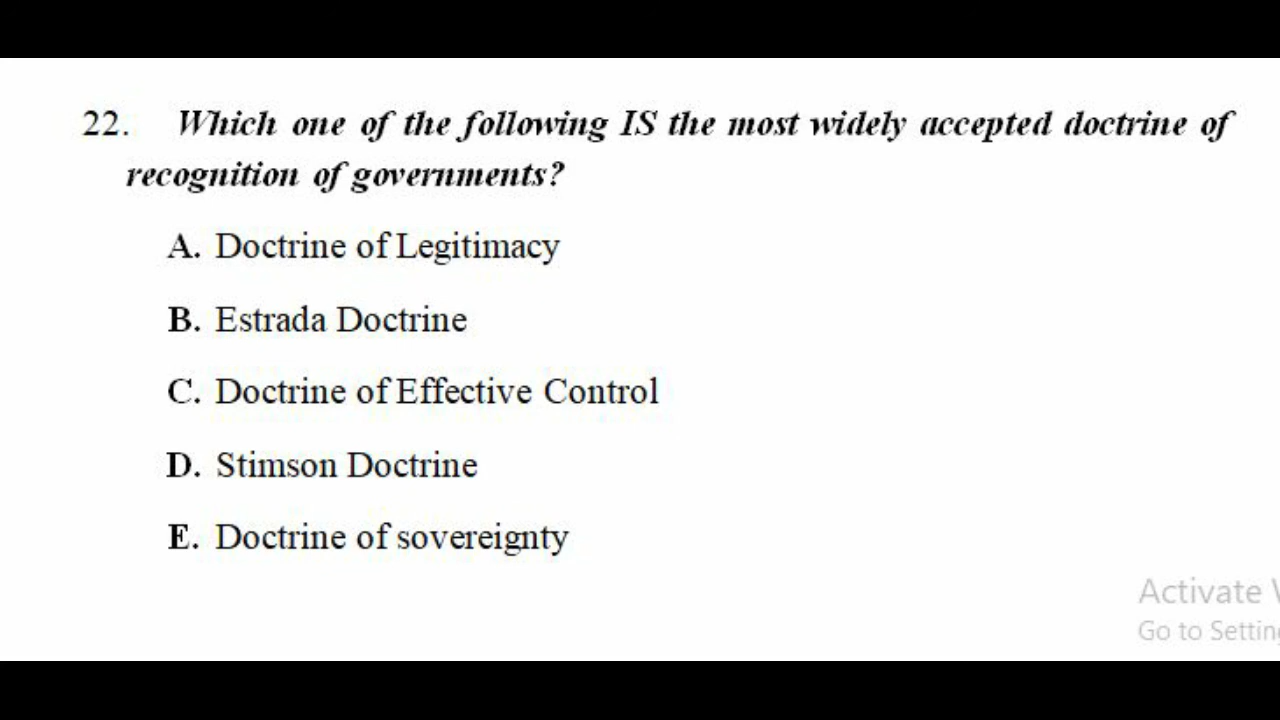 22. Which one of the following IS the most widely accepted doctrine of
recognition of governments?
A. Doctrine of Legitimacy
B. Estrada Doctrine
C. Doctrine of Effective Control
D. Stimson Doctrine
E. Doctrine of sovereignty
Activate
Go to